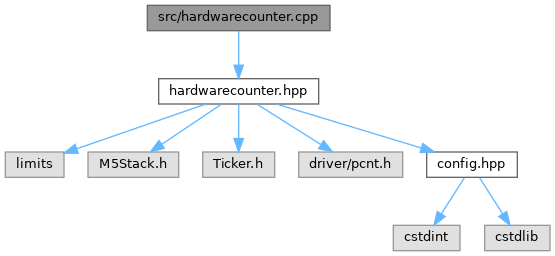 src/hardwarecounter.cpp
hardwarecounter.hpp
limits
M5Stack.h
Ticker.h
driver/pcnt.h
config.hpp
cstdint
cstdlib